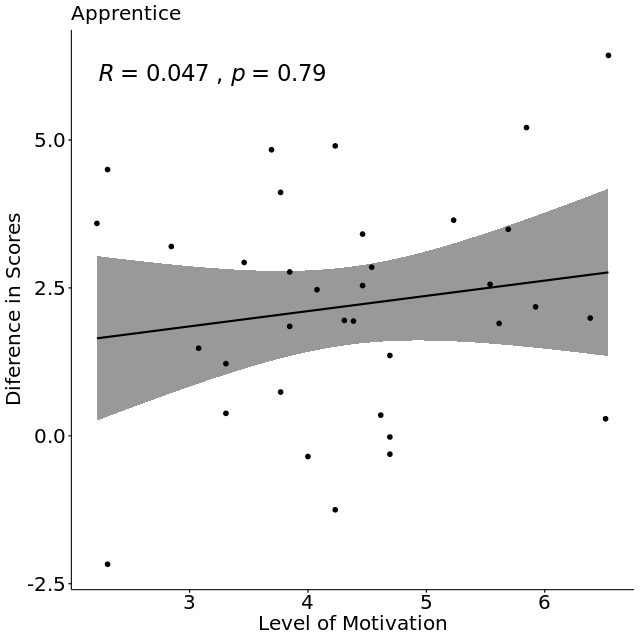 Apprentice
R = 0.047 , p = 0.79
5.0
2.5
0.0
-2.5
Diference in Scores
3 4 5 6
Level of Motivation